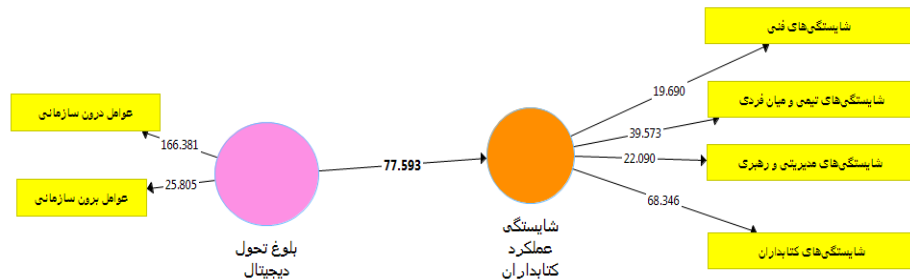 شایستگی‌های فنی
19.690
شایستگی‌های تیمی و میان فردی
عوامل درون سازمانی
39.573
166.381
77.593
22.090
شایستگی‌های مدیریتی و رهبری
25.805
عوامل برون سازمانی
68.346
شایستگی
عملکرد
کتابداران
بلوغ تحول
دیجیتال
شایستگی‌های کتابداران